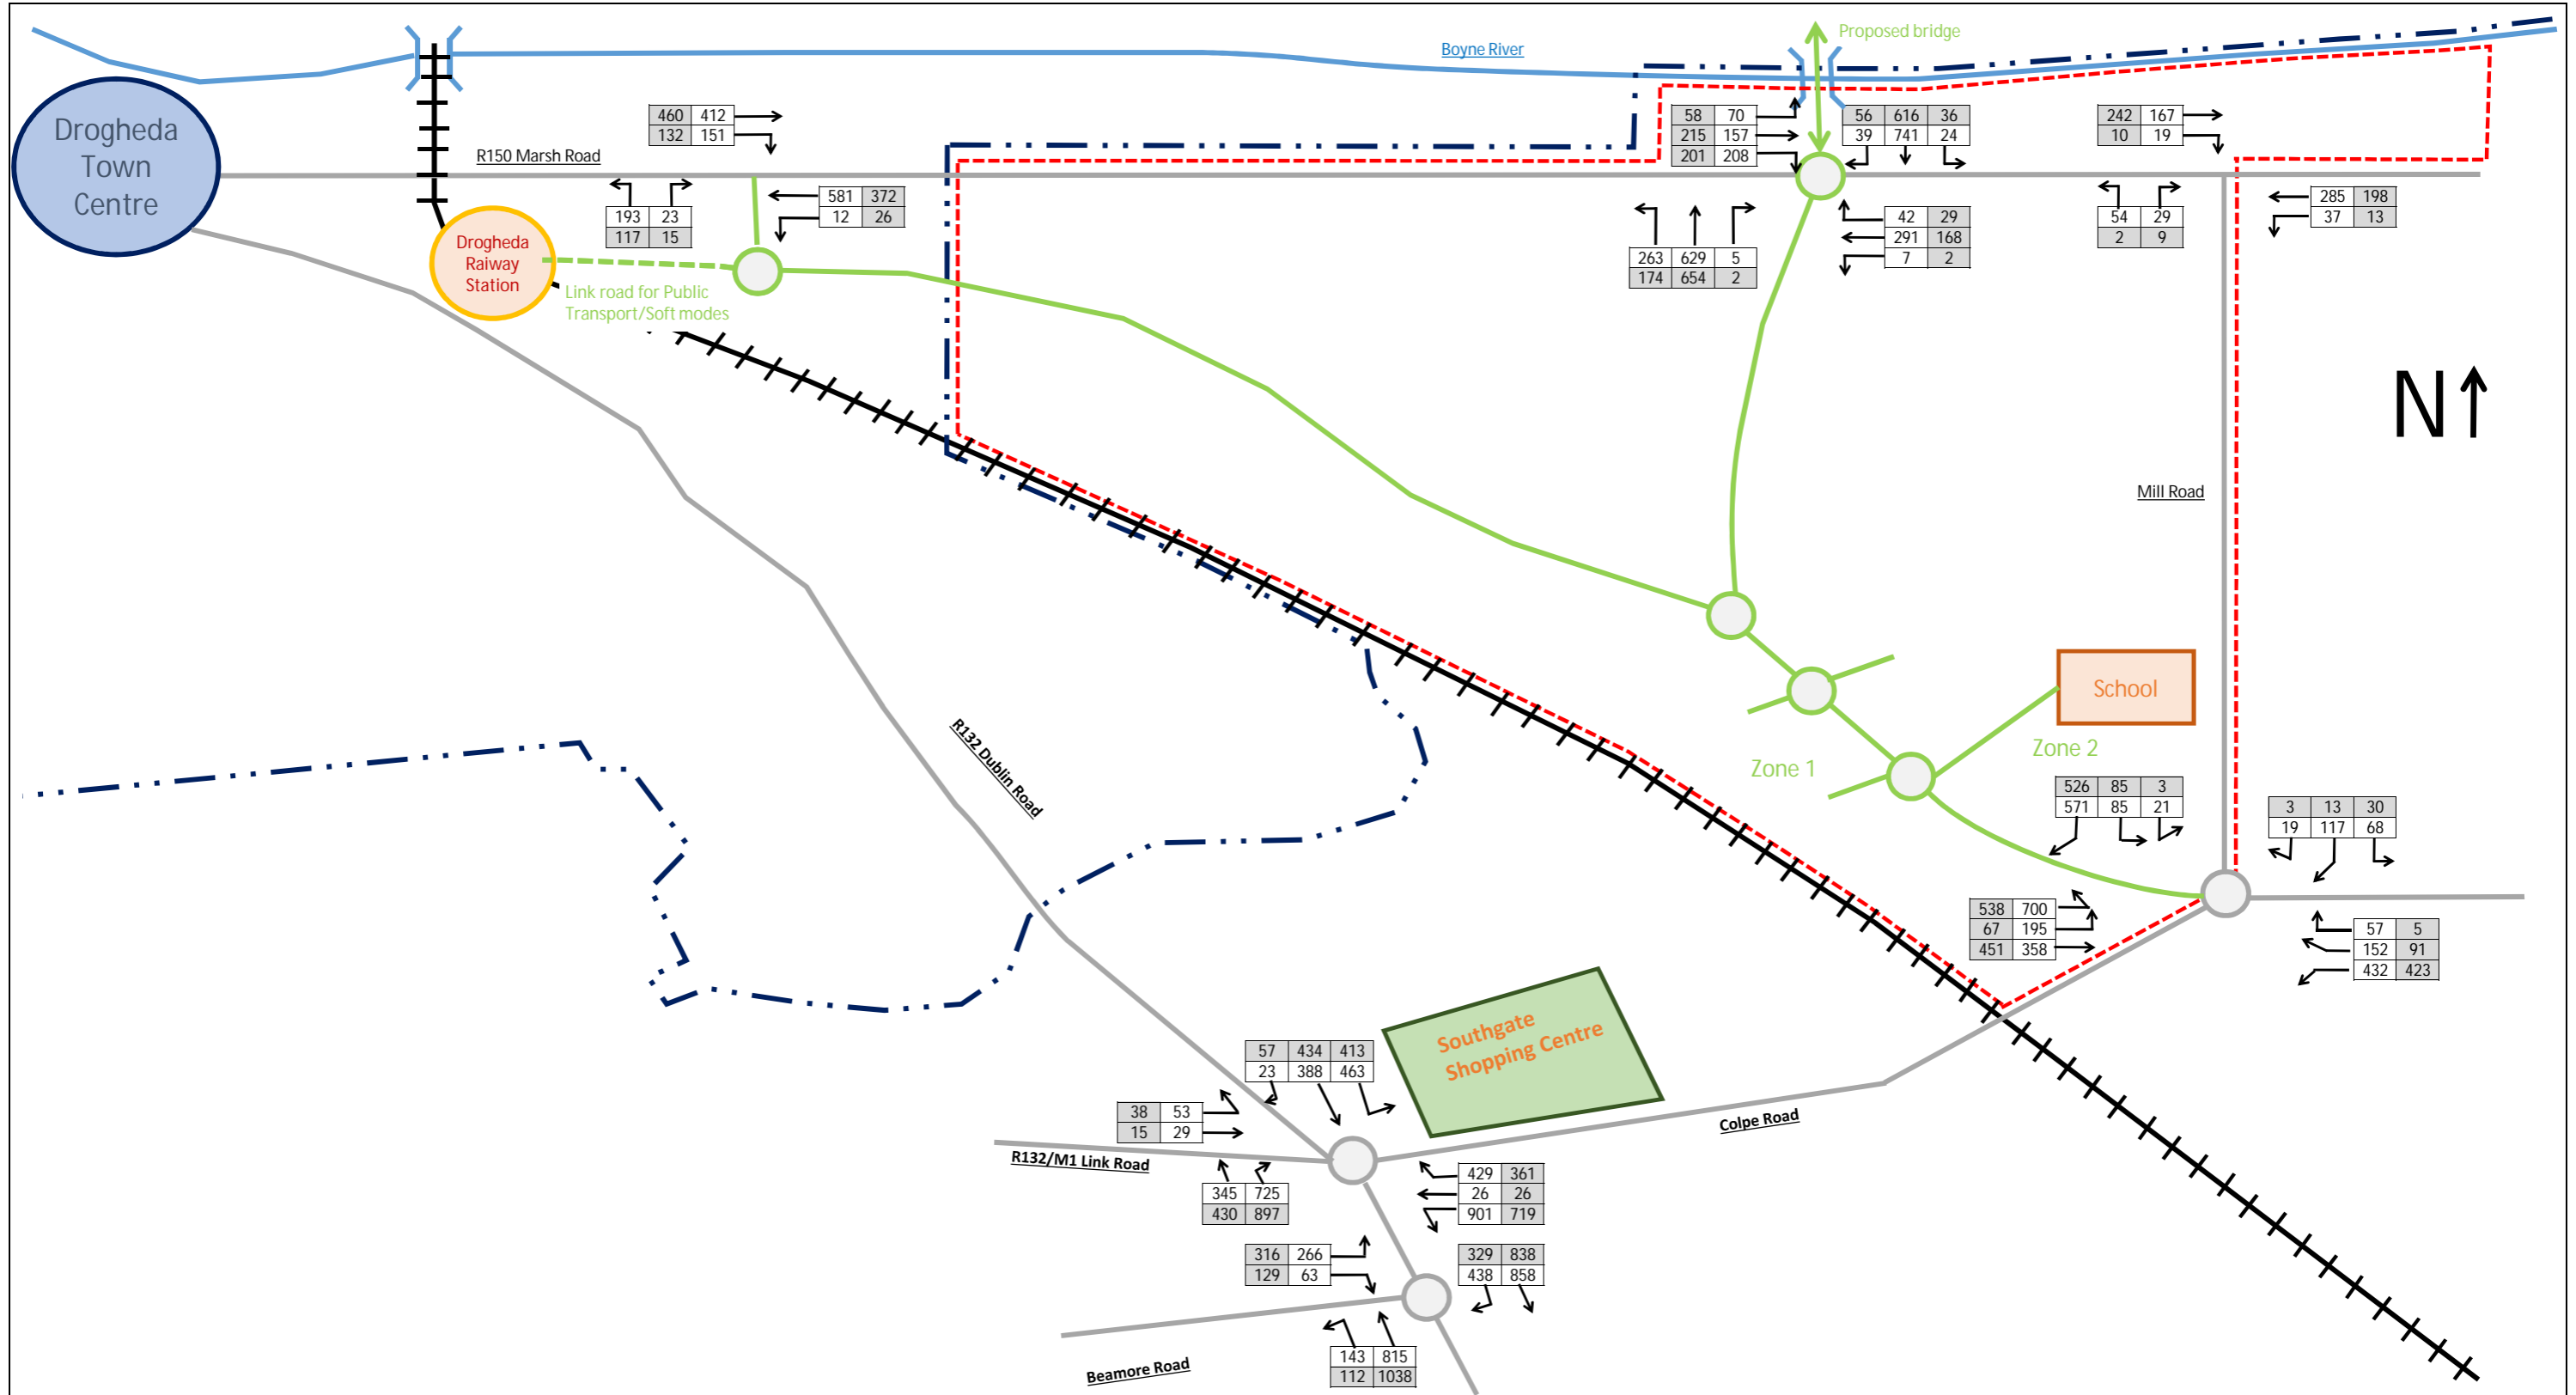 Proposed bridge
Boyne River
Drogheda
Town
Centre
460 412
132 151
R150 Marsh Road
193 23
117 15
581 372
12 26
58 70
215 157
201 208
56 616 36
39 741 24
242 167
10 19
263 629 5
174 654 2
42 29
291 168
7 2
54 29
2 9
285 198
37 13
Drogheda
Raiway
Station
Link road for Public
Transport/Soft modes
N
Mill Road
School
Zone 2
Zone 1
R132 Dublin Road
526 85 3
571 85 21
3 13 30
19 117 68
538 700
67 195
451 358
57 5
152 91
432 423
Southgate
Shopping Centre
57 434 413
23 388 463
38 53
15 29
Colpe Road
R132/M1 Link Road
345 725
430 897
429 361
26 26
901 719
316 266
129 63
329 838
438 858
143 815
112 1038
Beamore Road